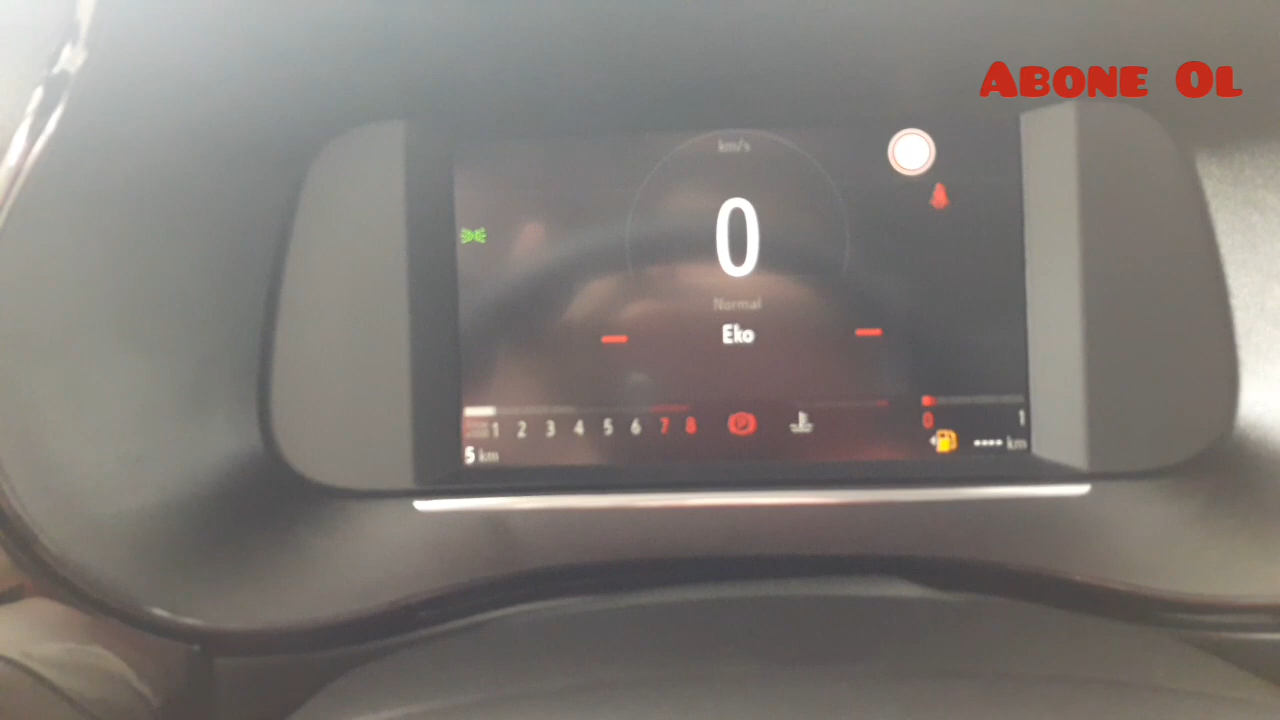 Abone Ol
km/s
0
Normal
Eko
1 2 3 4 5 6 7 8
P
0 1
5 km
---- km